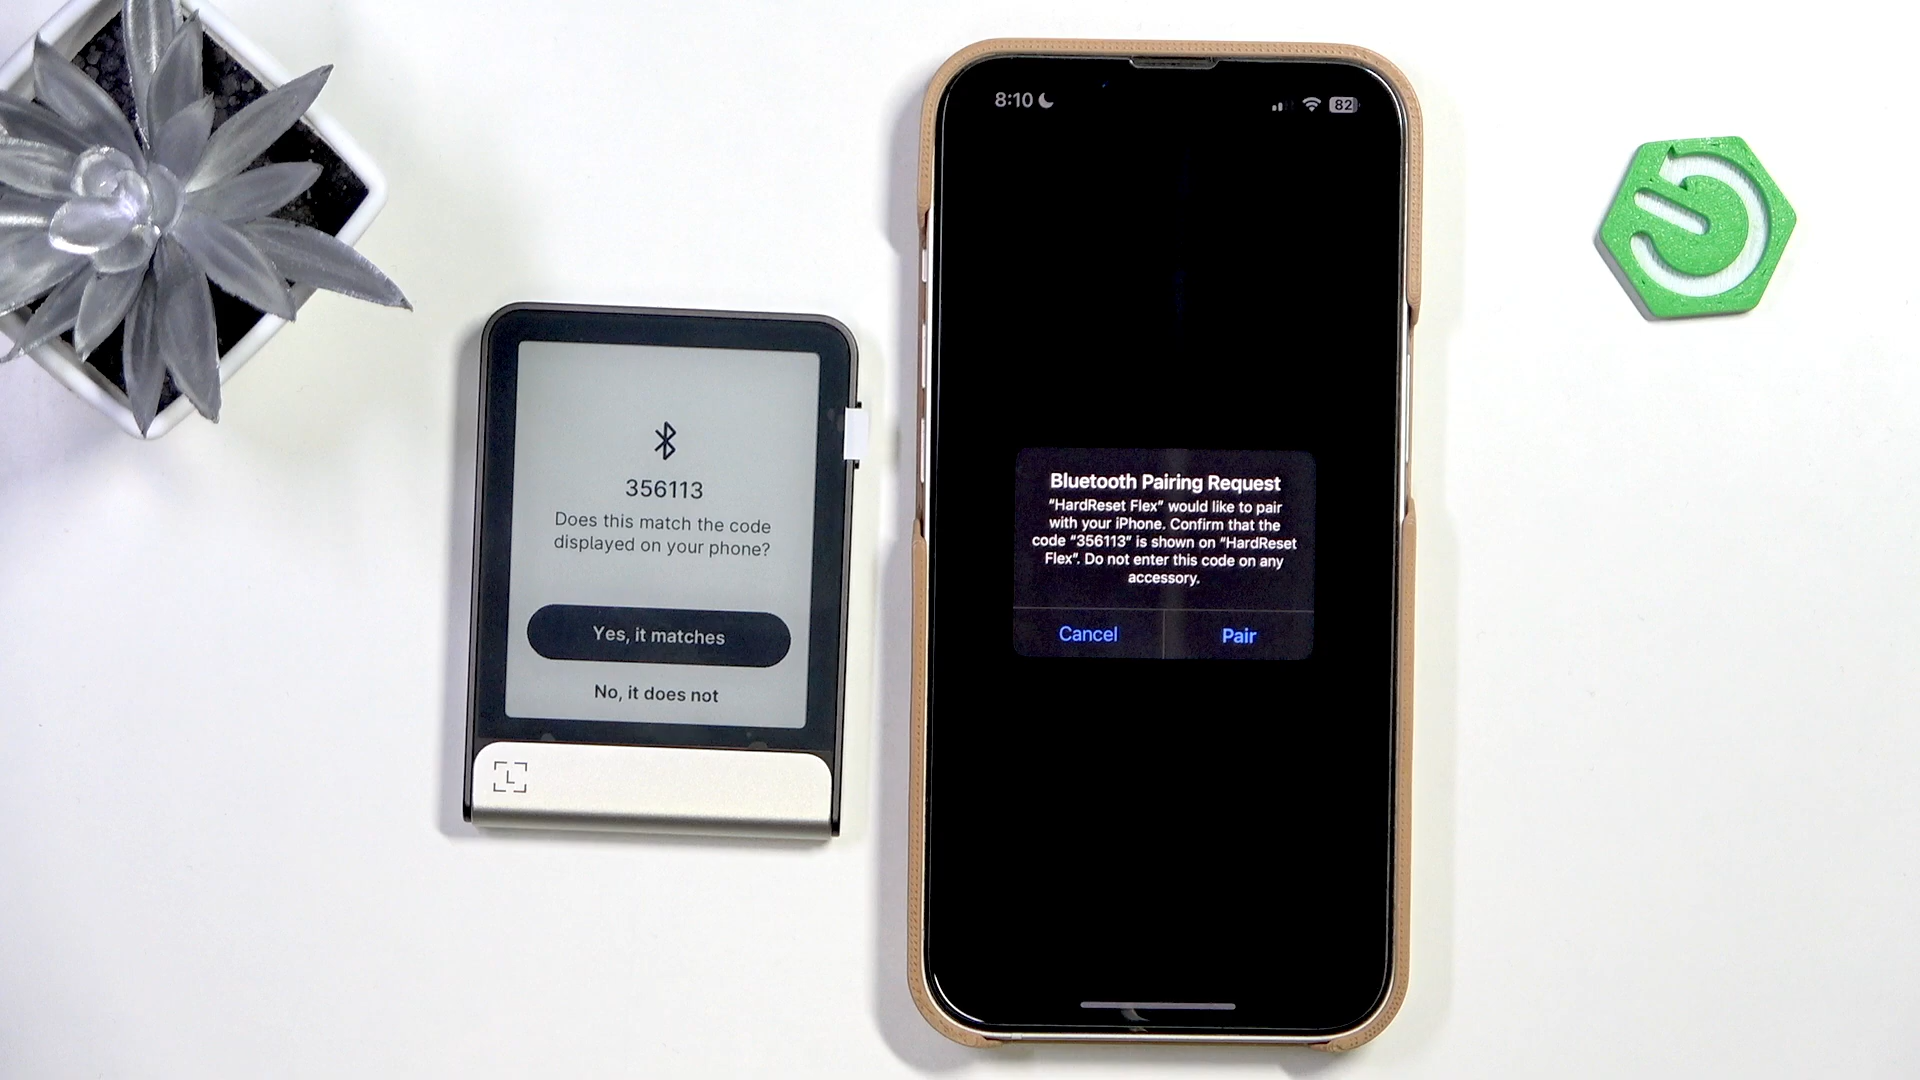 356113
Does this match the code
displayed on your phone?
Yes, it matches
No, it does not
L
8:10
82
Bluetooth Pairing Request
“HardReset Flex” would like to pair
with your iPhone. Confirm that the
code “356113” is shown on “HardReset
Flex”. Do not enter this code on any
accessory.
Cancel
Pair